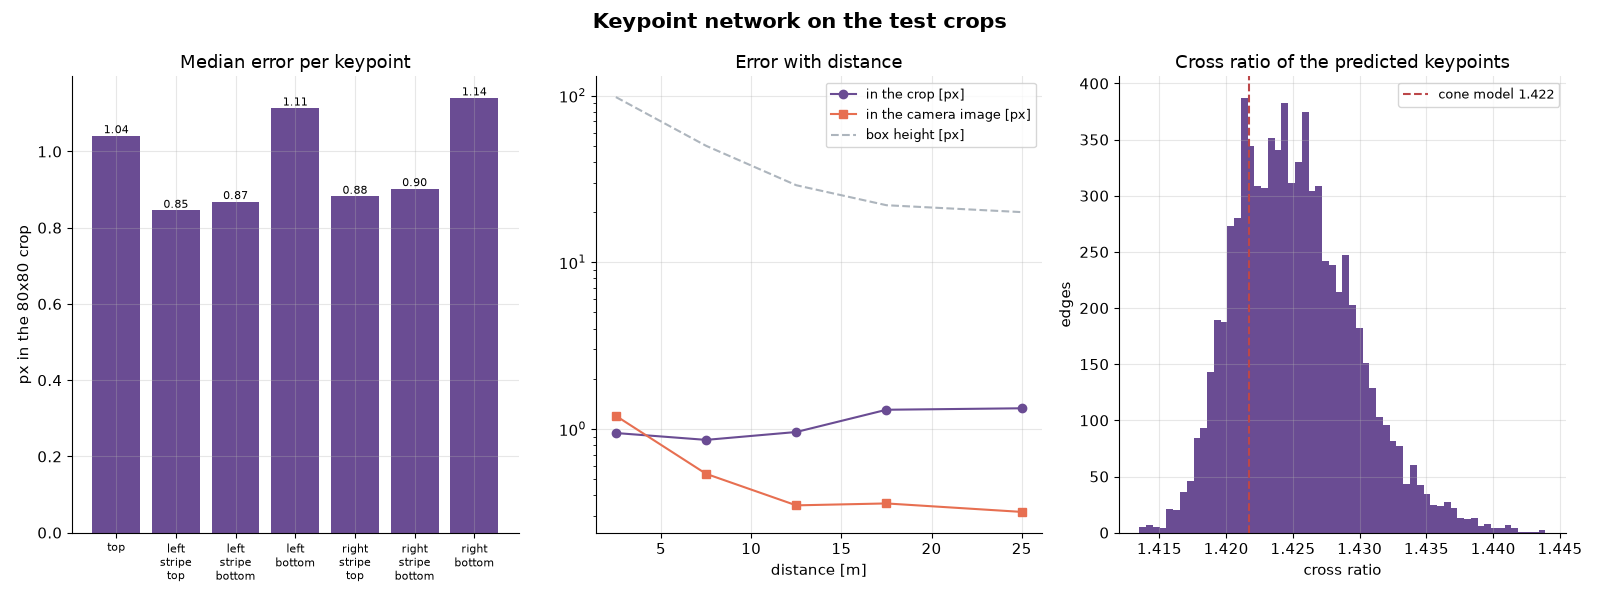 Keypoint network on the test crops
Median error per keypoint
px in the 80x80 crop
1.0
0.8
0.6
0.4
0.2
0.0
1.04
0.85
0.87
1.11
0.88
0.90
1.14
top
left
stripe
top
left
stripe
bottom
left
bottom
right
stripe
top
right
stripe
bottom
right
bottom
Error with distance
in the crop [px]
in the camera image [px]
box height [px]
10²
10¹
10⁰
5
10
15
20
25
distance [m]
Cross ratio of the predicted keypoints
cone model 1.422
edges
400
350
300
250
200
150
100
50
0
1.415
1.420
1.425
1.430
1.435
1.440
1.445
cross ratio